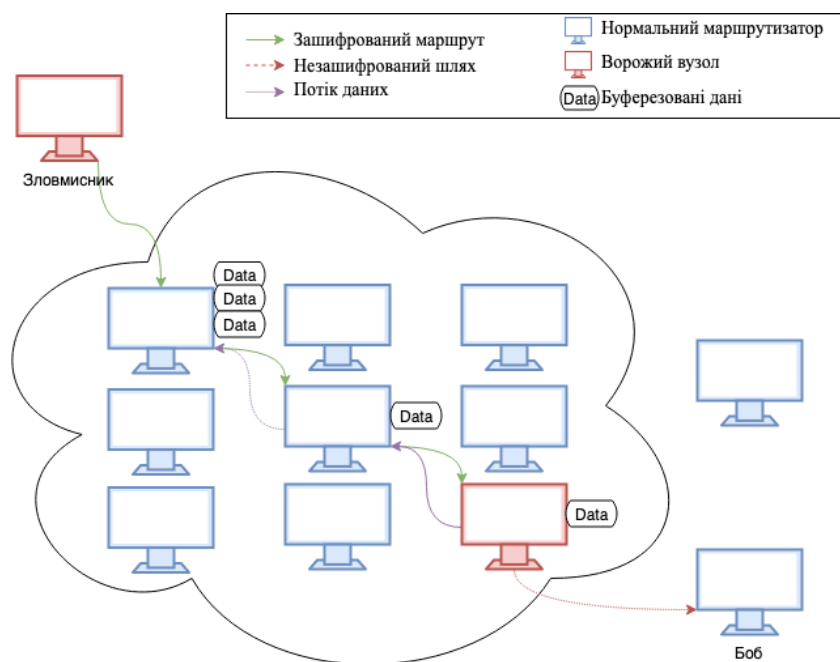 Зашифрований маршрут
Незашифрований шлях
Потік даних
Нормальний маршрутизатор
Ворожий вузол
Data Буферезовані дані
Зловмисник
Data
Data
Data
Data
Data
Боб